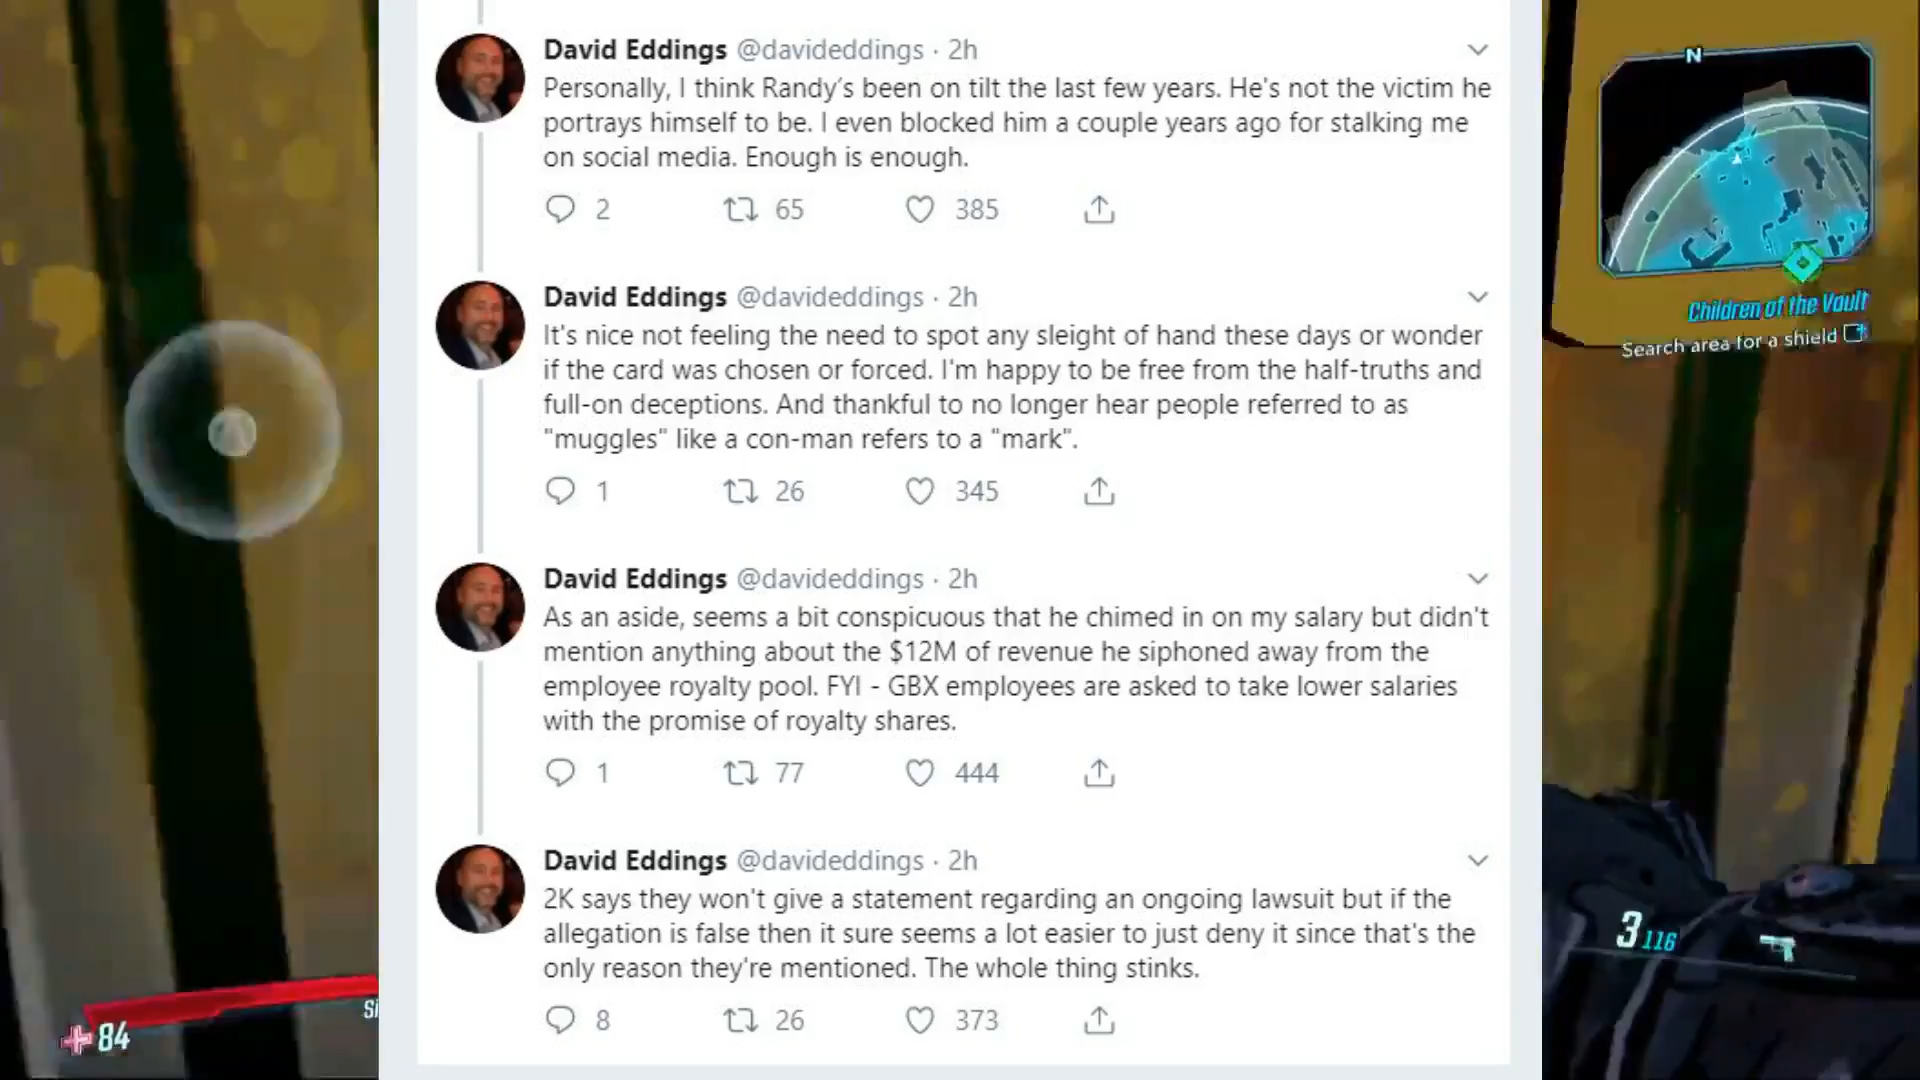 David Eddings @davideddings · 2h
Personally, I think Randy's been on tilt the last few years. He's not the victim he
portrays himself to be. I even blocked him a couple years ago for stalking me
on social media. Enough is enough.
2 65 385
David Eddings @davideddings · 2h
It's nice not feeling the need to spot any sleight of hand these days or wonder
if the card was chosen or forced. I'm happy to be free from the half-truths and
full-on deceptions. And thankful to no longer hear people referred to as
"muggles" like a con-man refers to a "mark".
1 26 345
David Eddings @davideddings · 2h
As an aside, seems a bit conspicuous that he chimed in on my salary but didn't
mention anything about the $12M of revenue he siphoned away from the
employee royalty pool. FYI - GBX employees are asked to take lower salaries
with the promise of royalty shares.
1 77 444
David Eddings @davideddings · 2h
2K says they won't give a statement regarding an ongoing lawsuit but if the
allegation is false then it sure seems a lot easier to just deny it since that's the
only reason they're mentioned. The whole thing stinks.
8 26 373
N
Children of the Vault
Search area for a shield
3 116
84